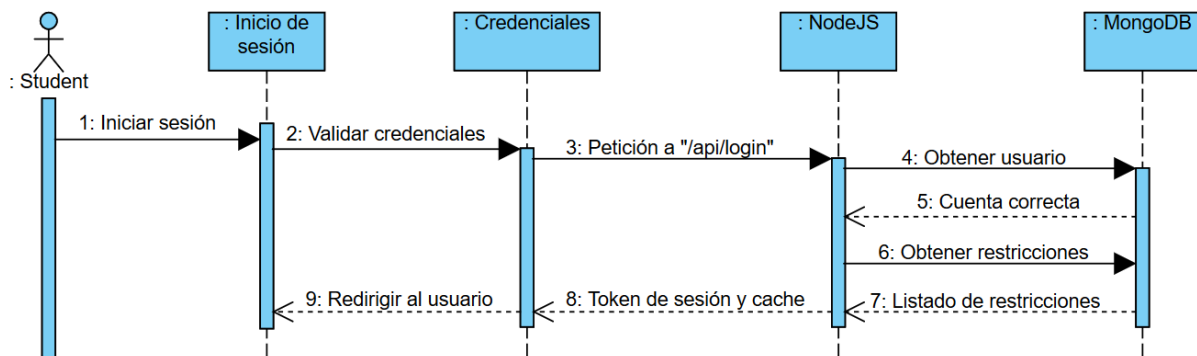 : Inicio de
sesión
: Credenciales
: NodeJS
: MongoDB
: Student
1: Iniciar sesión
2: Validar credenciales
3: Petición a "/api/login"
4: Obtener usuario
5: Cuenta correcta
6: Obtener restricciones
9: Redirigir al usuario
8: Token de sesión y cache
7: Listado de restricciones